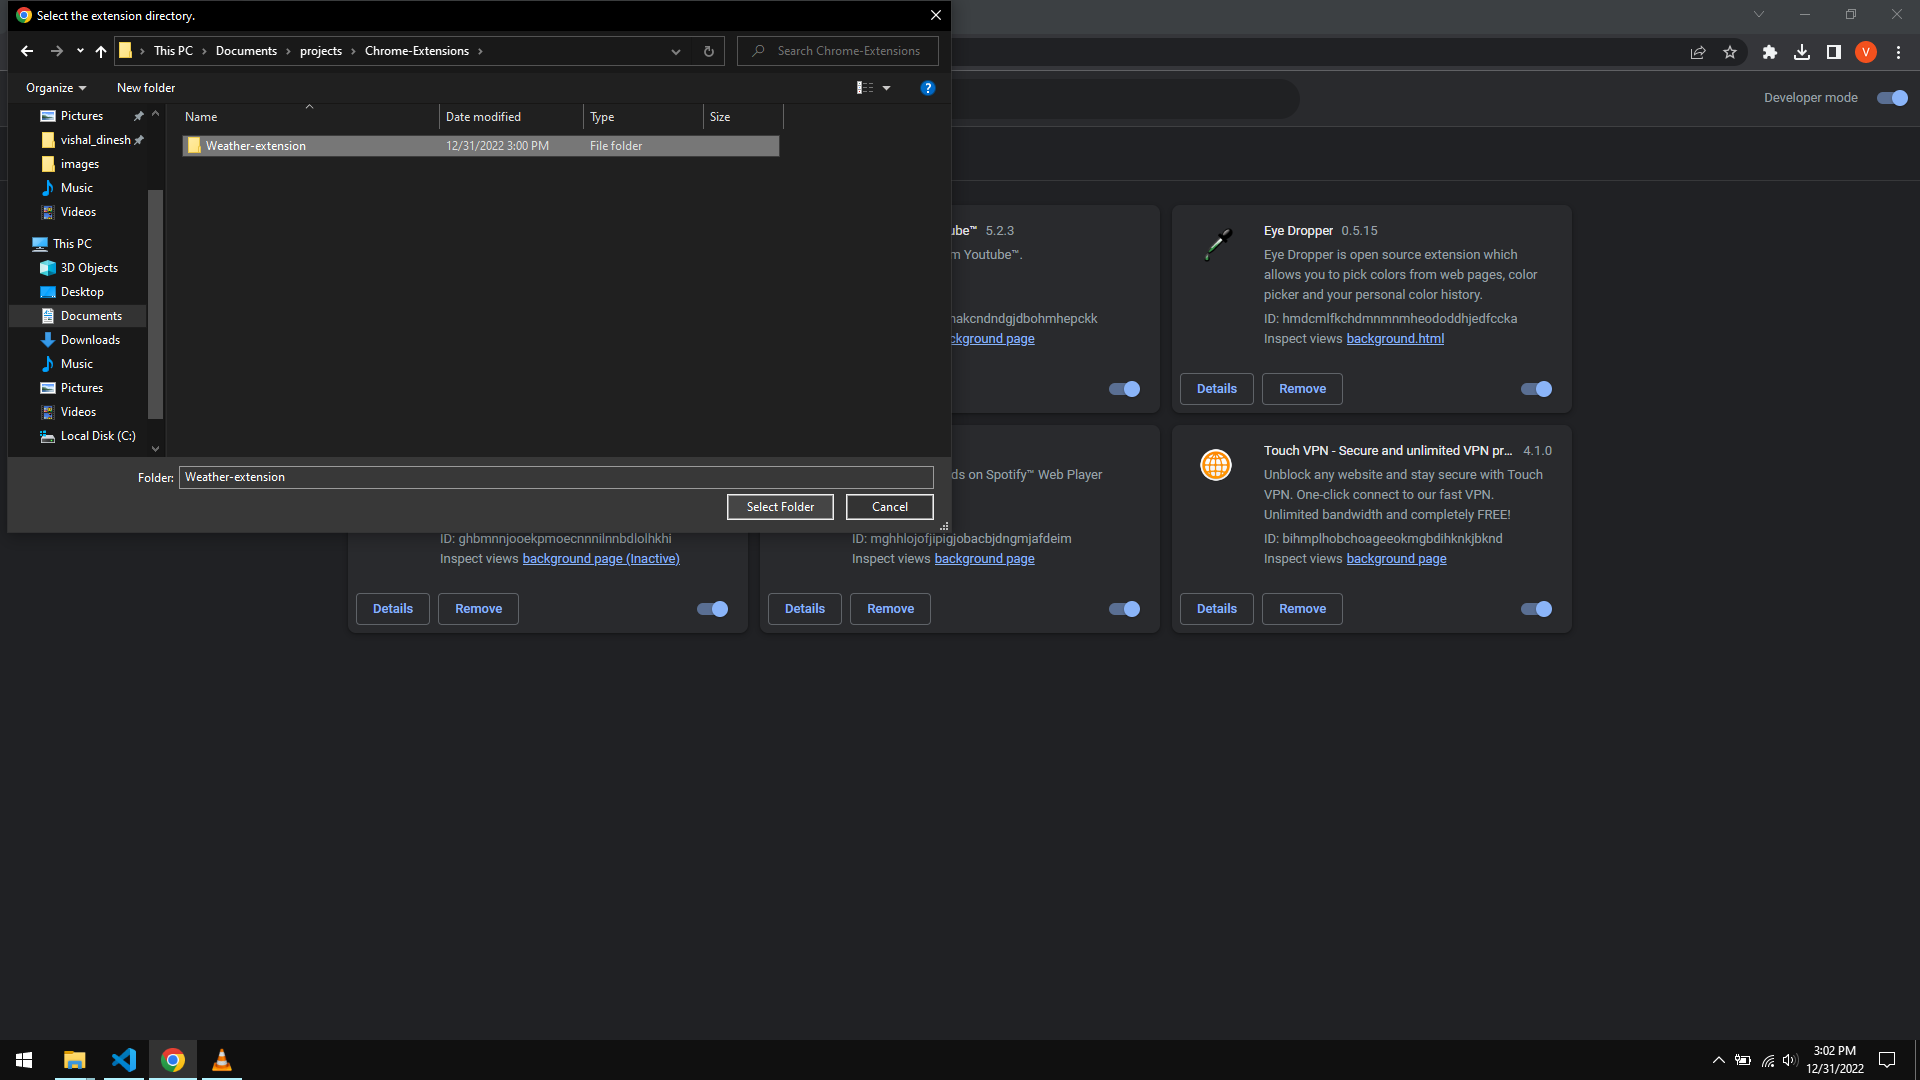 Select the extension directory.
This PC
Documents
projects
Chrome-Extensions
Search Chrome-Extensions
Organize
New folder
?
V
Developer mode
Pictures
vishal_dinesh
images
Music
Videos
This PC
3D Objects
Desktop
Documents
Downloads
Music
Pictures
Videos
Local Disk (C:)
Name
Date modified
Type
Size
Weather-extension
12/31/2022 3:00 PM
File folder
Folder:
Weather-extension
Select Folder
Cancel
5.2.3
m Youtube™.
ckground page
Eye Dropper 0.5.15
Eye Dropper is open source extension which
allows you to pick colors from web pages, color
picker and your personal color history.
ID: hmdcmlfkchdmnmnmheododdhjedfccka
Inspect views background.html
Details
Remove
ID: ghbmnnjooekpmoecnnnilnnbdlolhkhi
Inspect views background page (Inactive)
Details
Remove
ds on Spotify™ Web Player
ID: mghhlojofjipigjobacbjdngmjafdeim
Inspect views background page
Details
Remove
Touch VPN - Secure and unlimited VPN pr... 4.1.0
Unblock any website and stay secure with Touch
VPN. One-click connect to our fast VPN.
Unlimited bandwidth and completely FREE!
ID: bihmplhobchoageeokmgbdihknkjbknd
Inspect views background page
Details
Remove
3:02 PM
12/31/2022